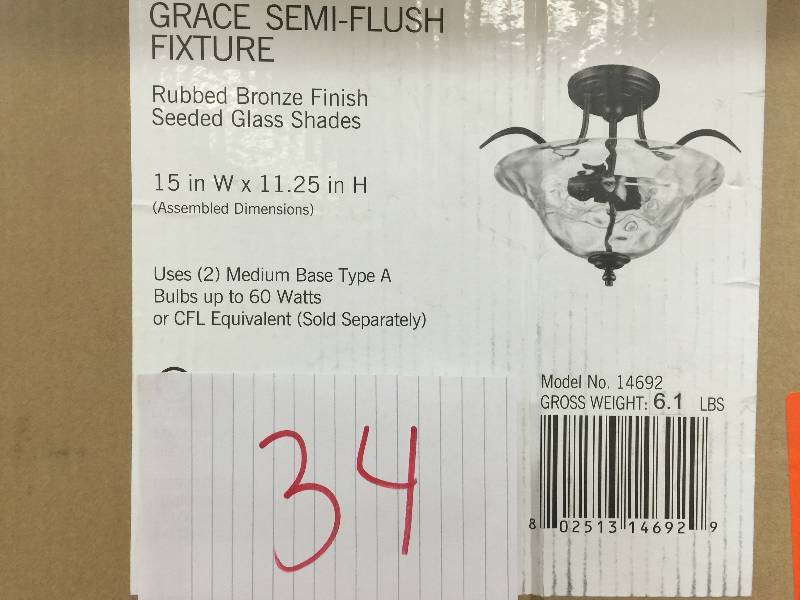 GRACE SEMI-FLUSH
FIXTURE
Rubbed Bronze Finish
Seeded Glass Shades
15 in W x 11.25 in H
(Assembled Dimensions)
Uses (2) Medium Base Type A
Bulbs up to 60 Watts
or CFL Equivalent (Sold Separately)
Model No. 14692
GROSS WEIGHT: 6.1 LBS
8 02513 14692 9
34